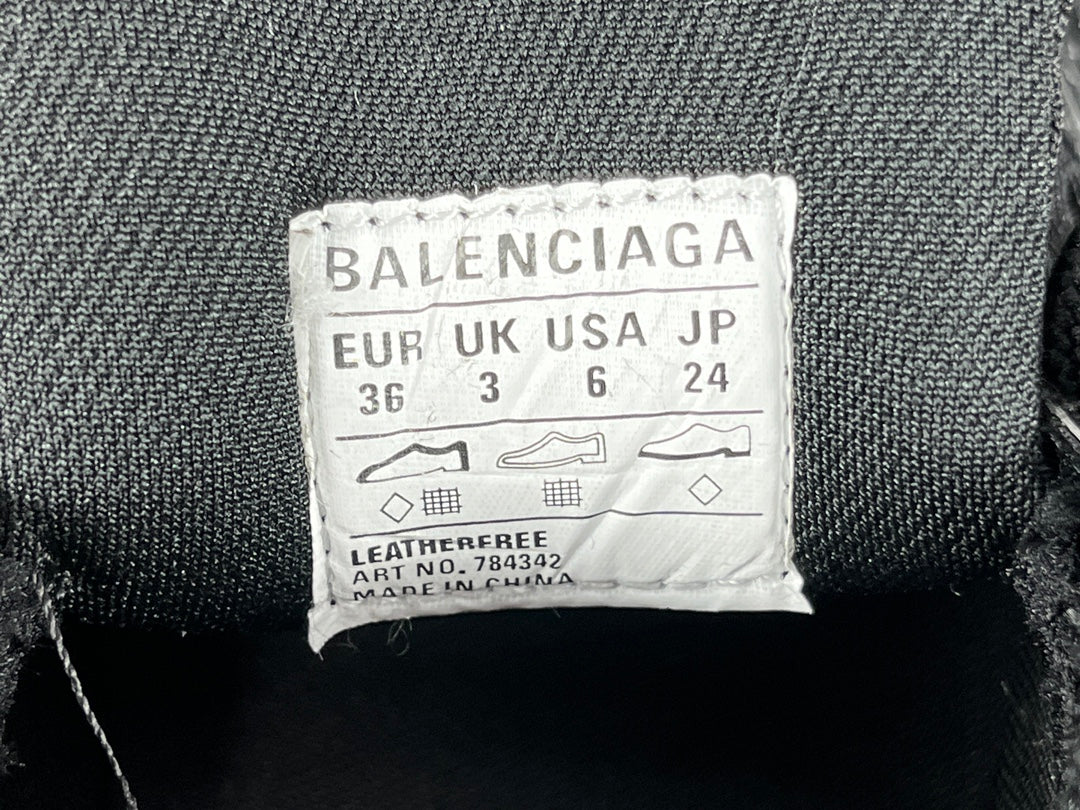 BALENCIAGA
EUR UK USA JP
36 3 6 24
LEATHERFREE
ART NO. 784342
MADE IN CHINA